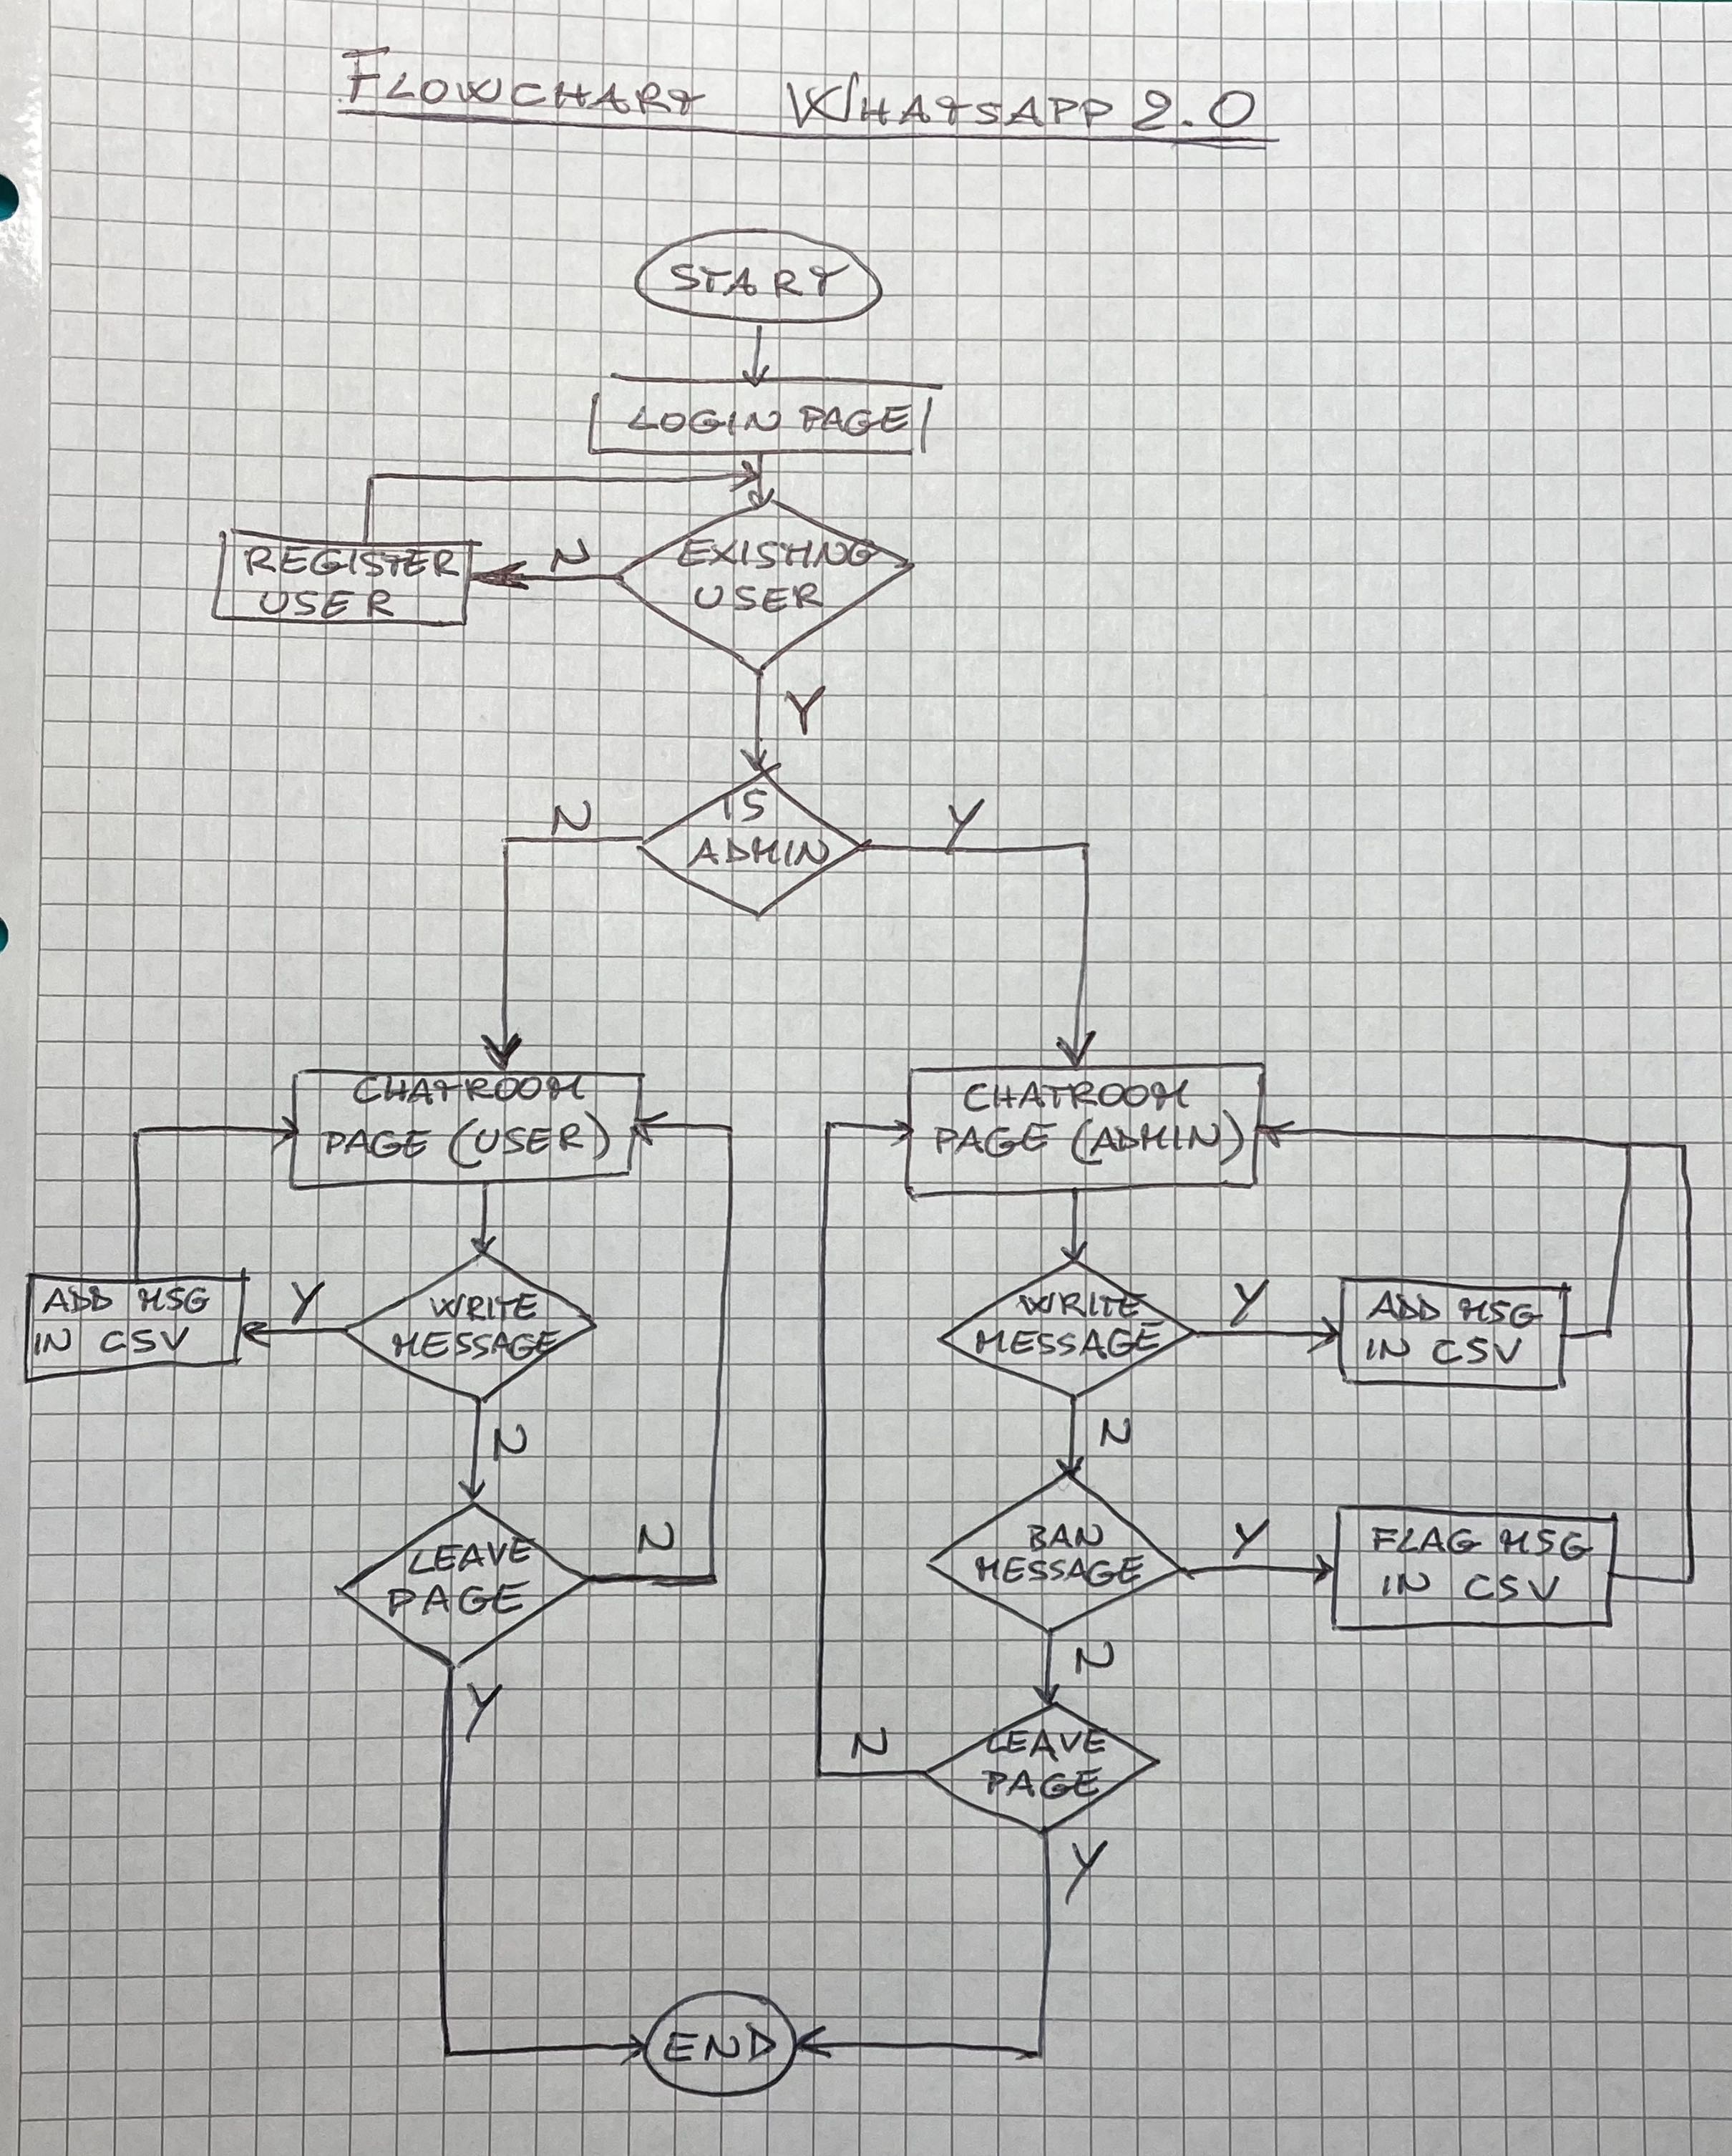 FLOWCHART WHATSAPP 2.0
START
LOGIN PAGE
EXISTING
USER
N
REGISTER
USER
Y
IS
ADMIN
N
Y
CHATROOM
PAGE (USER)
WRITE
MESSAGE
Y
ADD MSG
IN CSV
N
LEAVE
PAGE
N
Y
CHATROOM
PAGE (ADMIN)
WRITE
MESSAGE
Y
ADD MSG
IN CSV
N
BAN
MESSAGE
Y
FLAG MSG
IN CSV
N
LEAVE
PAGE
N
Y
END